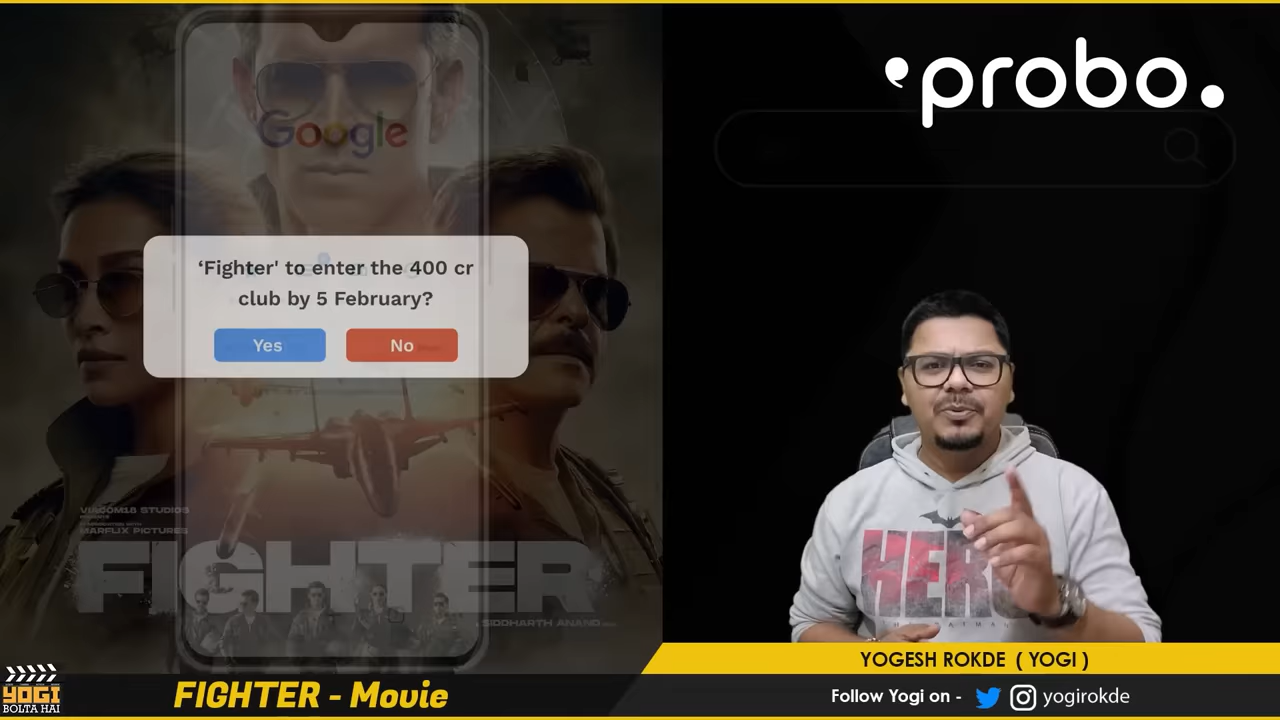 probo.
Google
‘Fighter' to enter the 400 cr
club by 5 February?
Yes
No
VIACOM18 STUDIOS
PRESENTS
MARFLIX PICTURES
FIGHTER
SIDDHARTH ANAND
HERO
YOGESH ROKDE ( YOGI )
YOGI
BOLTA HAI
FIGHTER - Movie
Follow Yogi on -
yogirokde